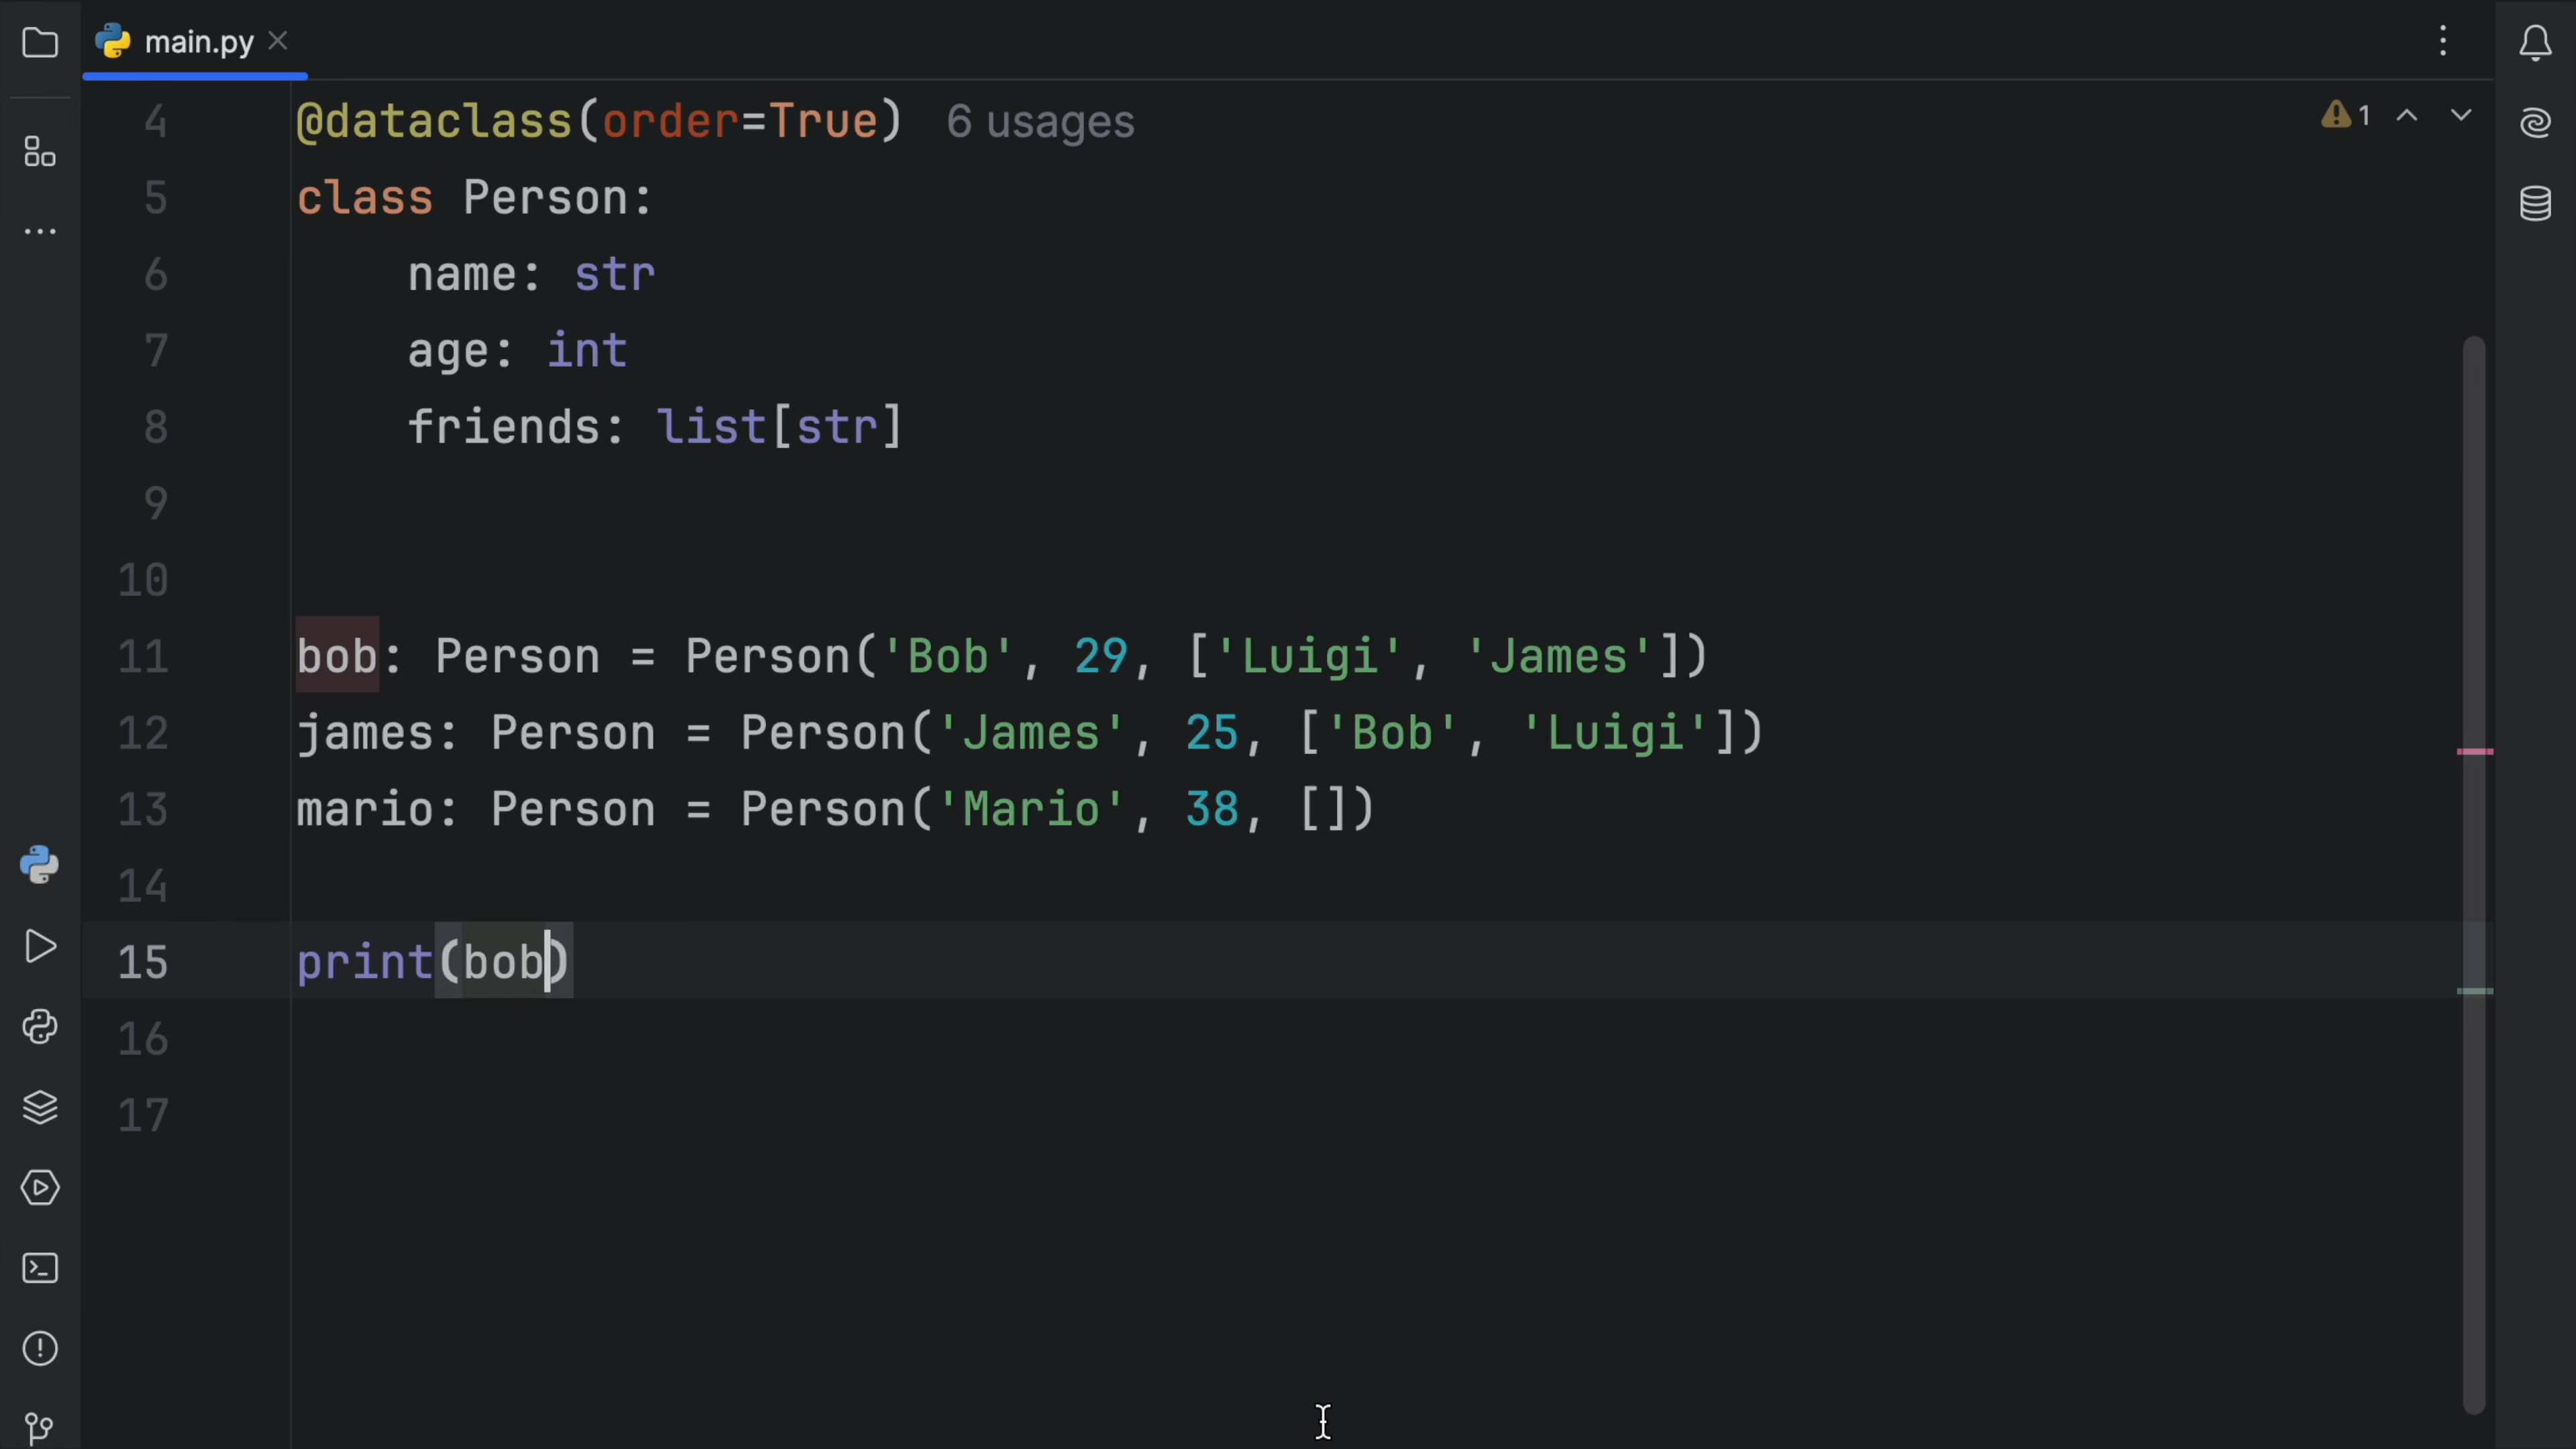 main.py
4 @dataclass(order=True) 6 usages
1
5 class Person:
6 name: str
7 age: int
8 friends: list[str]
9
10
11 bob: Person = Person('Bob', 29, ['Luigi', 'James'])
12 james: Person = Person('James', 25, ['Bob', 'Luigi'])
13 mario: Person = Person('Mario', 38, [])
14
15 print(bob)
16
17